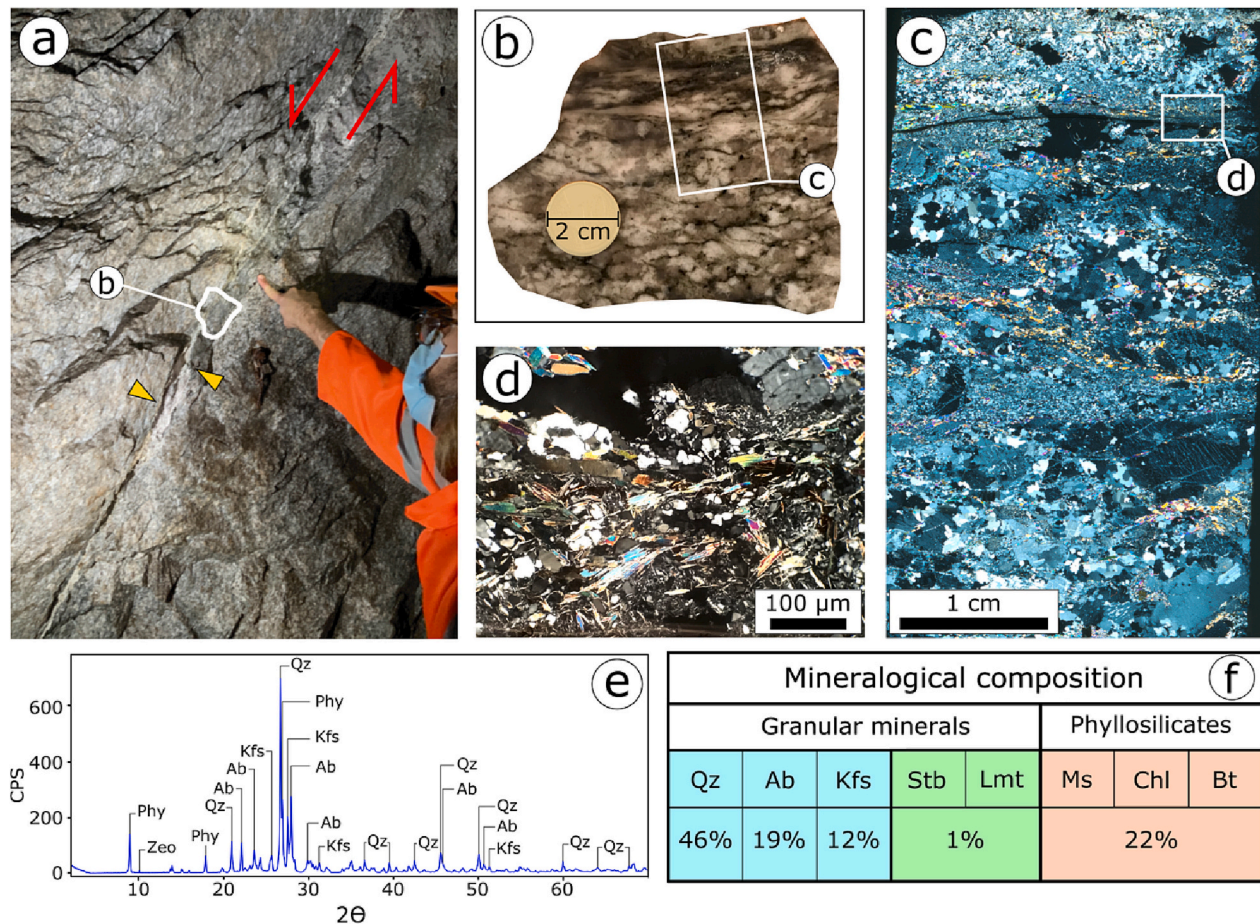 a
b
b
2 cm
c
c
d
d
100 µm
1 cm
e
CPS
600
400
200
0
Qz
Phy
Kfs
Kfs
Ab
Ab
Ab
Qz
Phy
Zeo
Phy
Ab
Kfs
Qz
Qz
Qz
Ab
Qz
Ab
Kfs
Qz
Qz
10 20 30 40 50 60
2Θ
Mineralogical composition
f
Granular minerals Phyllosilicates
Qz Ab Kfs Stb Lmt Ms Chl Bt
46% 19% 12% 1% 22%